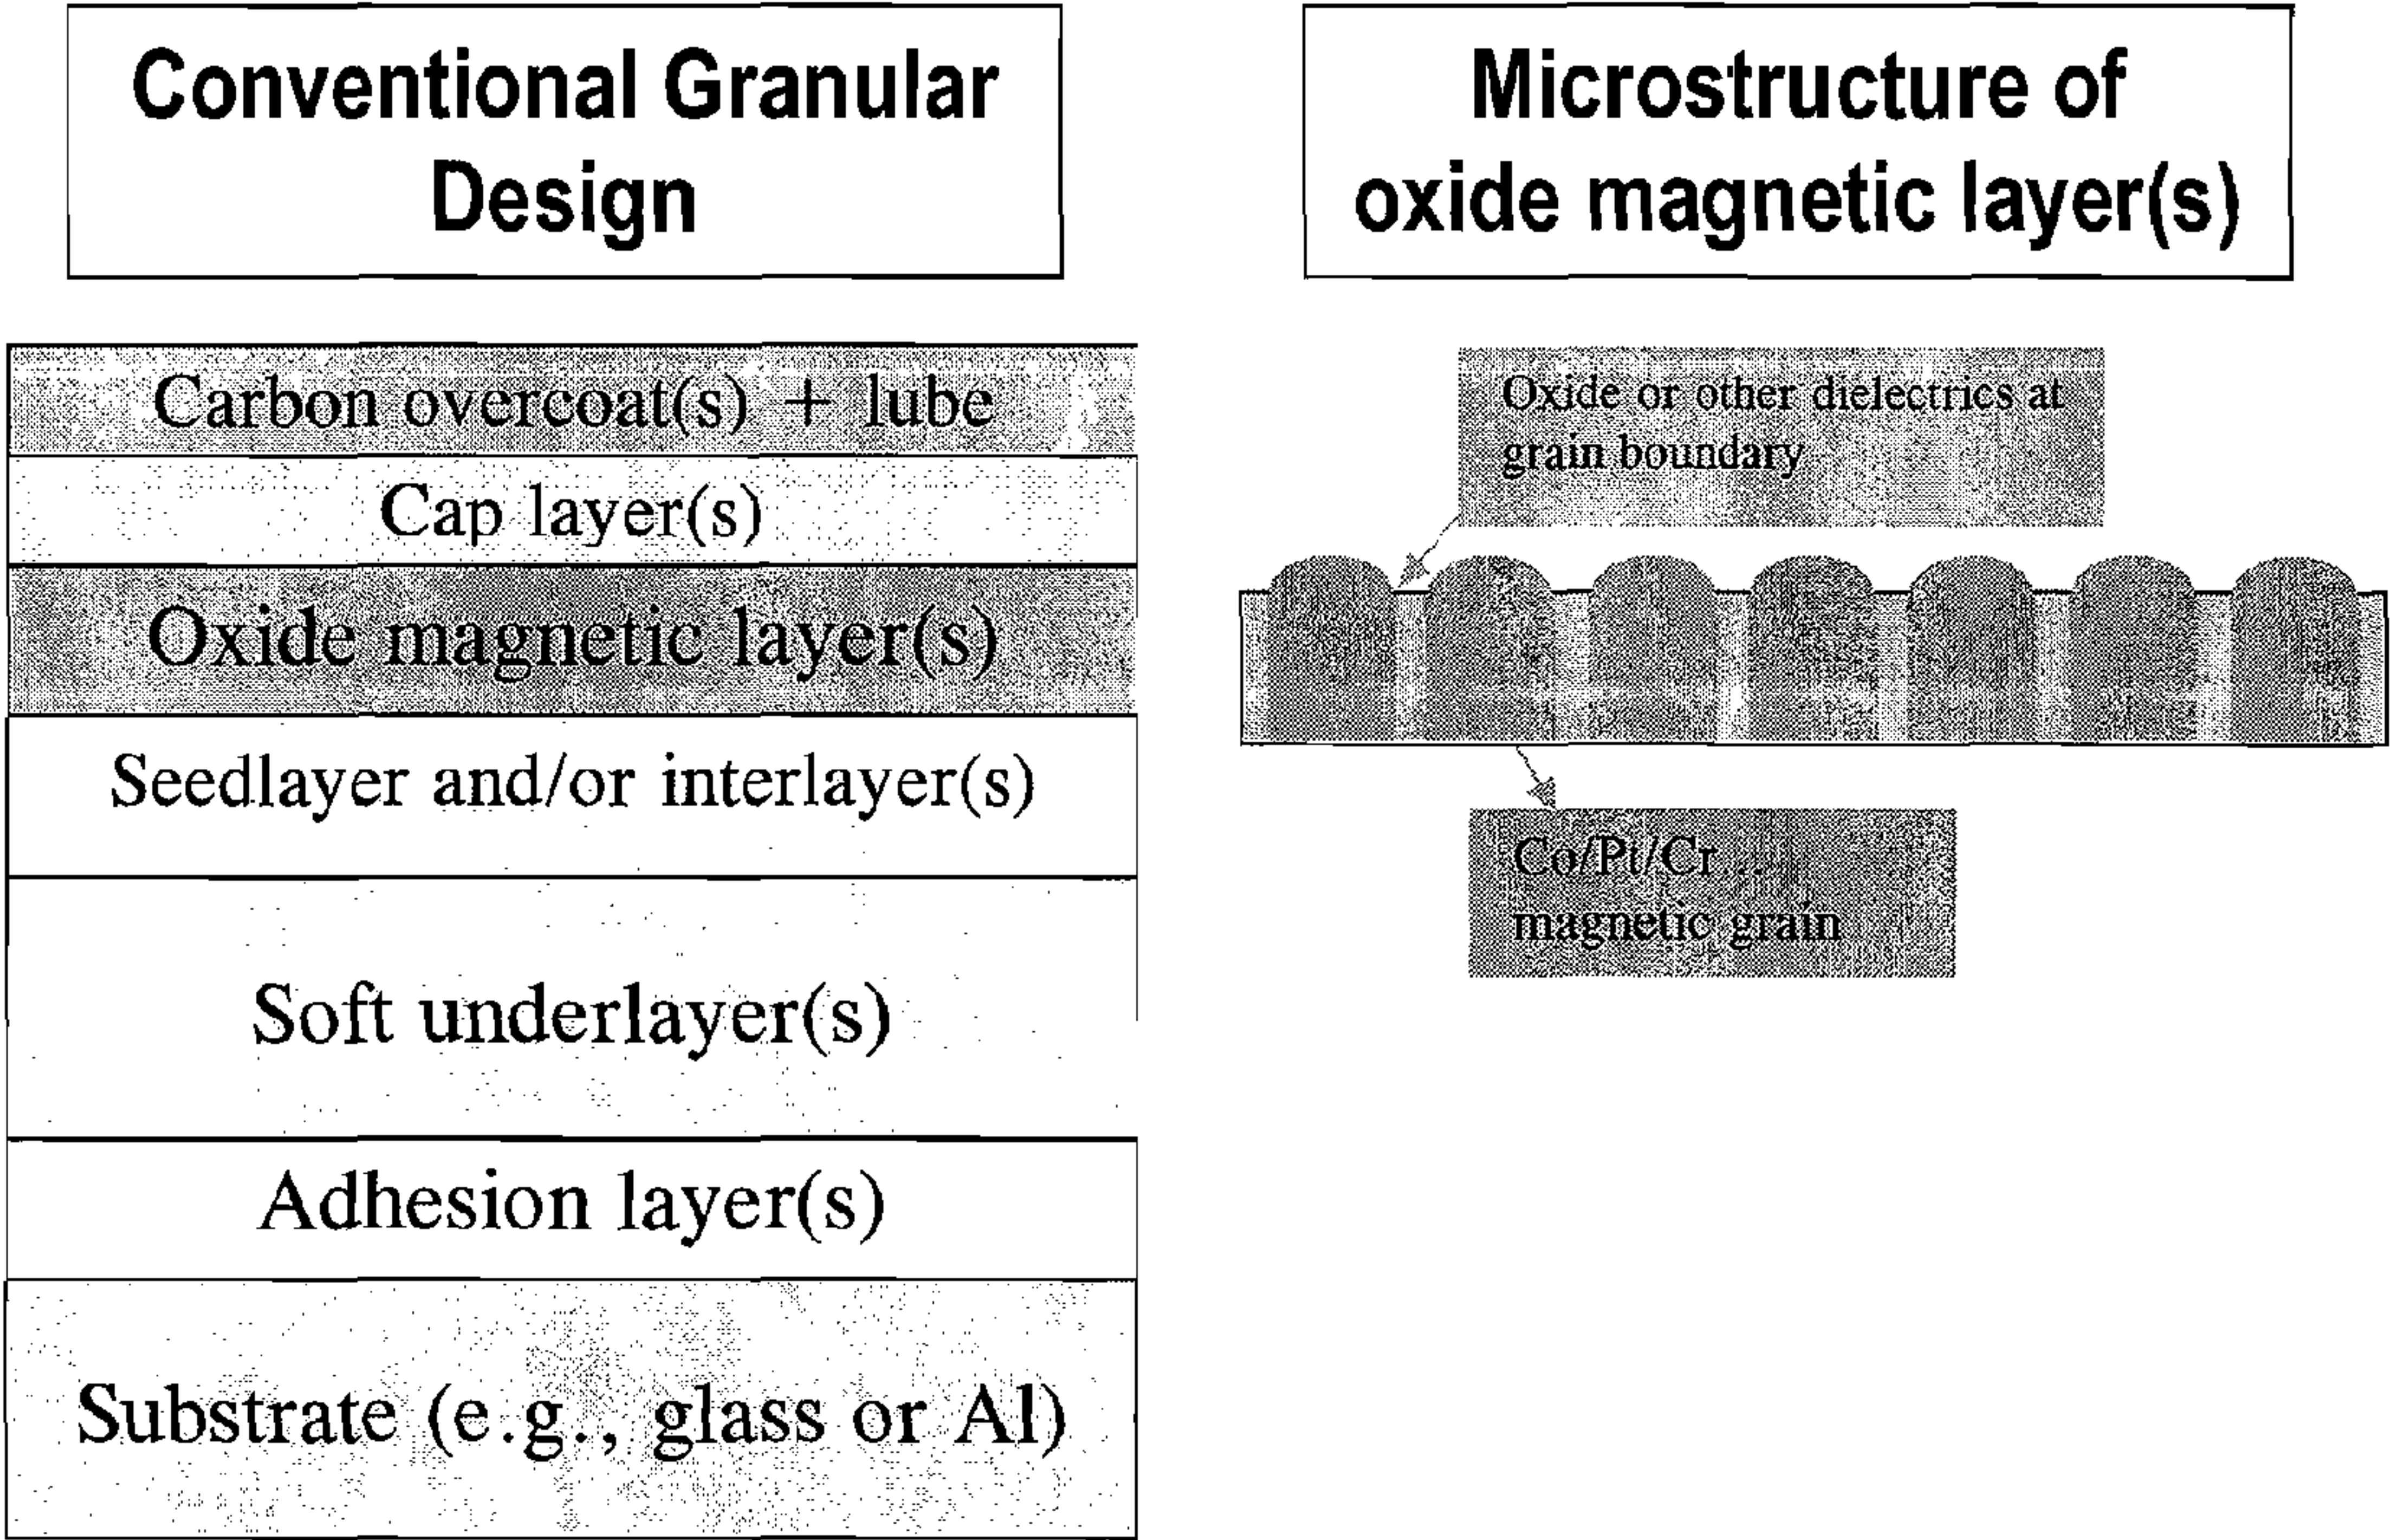 Conventional Granular
Design
Microstructure of
oxide magnetic layer(s)
Carbon overcoat(s) + lube
Cap layer(s)
Oxide magnetic layer(s)
Seedlayer and/or interlayer(s)
Soft underlayer(s)
Adhesion layer(s)
Substrate (e.g., glass or Al)
Oxide or other dielectrics at
grain boundary
Co/Pt/Cr...
magnetic grain